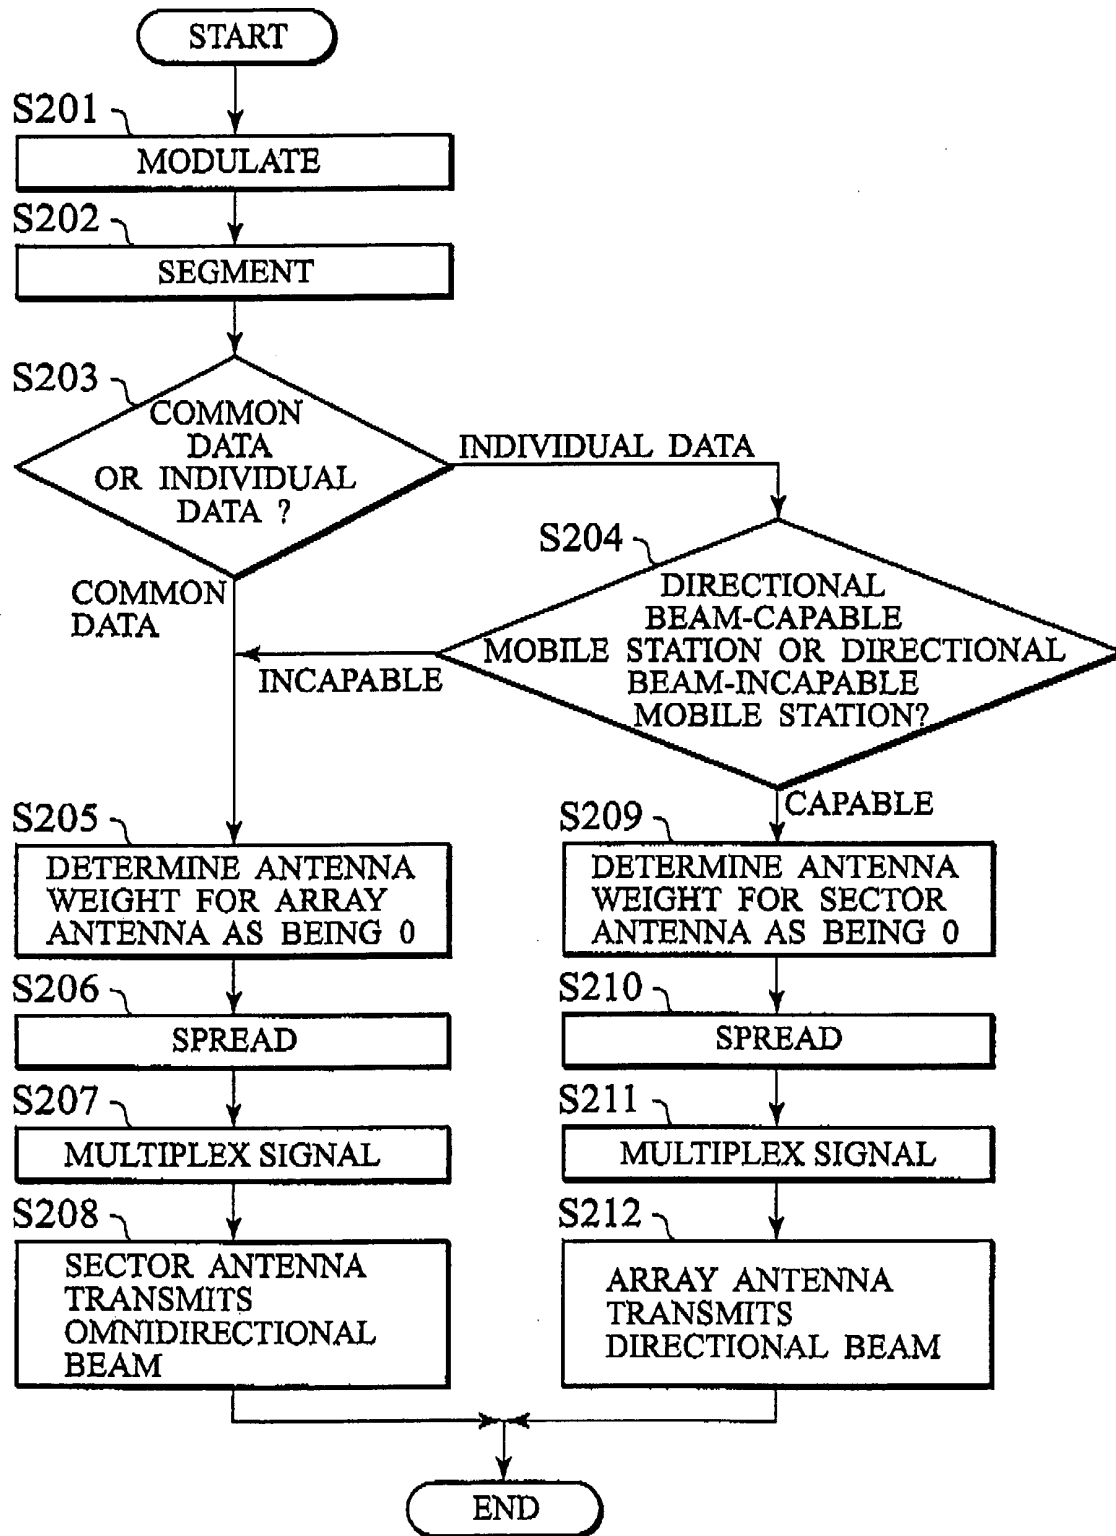 START
S201
MODULATE
S202
SEGMENT
S203
COMMON
DATA
OR INDIVIDUAL
DATA ?
INDIVIDUAL DATA
COMMON
DATA
S204
DIRECTIONAL
BEAM-CAPABLE
MOBILE STATION OR DIRECTIONAL
BEAM-INCAPABLE
MOBILE STATION?
INCAPABLE
CAPABLE
S205
DETERMINE ANTENNA
WEIGHT FOR ARRAY
ANTENNA AS BEING 0
S206
SPREAD
S207
MULTIPLEX SIGNAL
S208
SECTOR ANTENNA
TRANSMITS
OMNIDIRECTIONAL
BEAM
S209
DETERMINE ANTENNA
WEIGHT FOR SECTOR
ANTENNA AS BEING 0
S210
SPREAD
S211
MULTIPLEX SIGNAL
S212
ARRAY ANTENNA
TRANSMITS
DIRECTIONAL BEAM
END